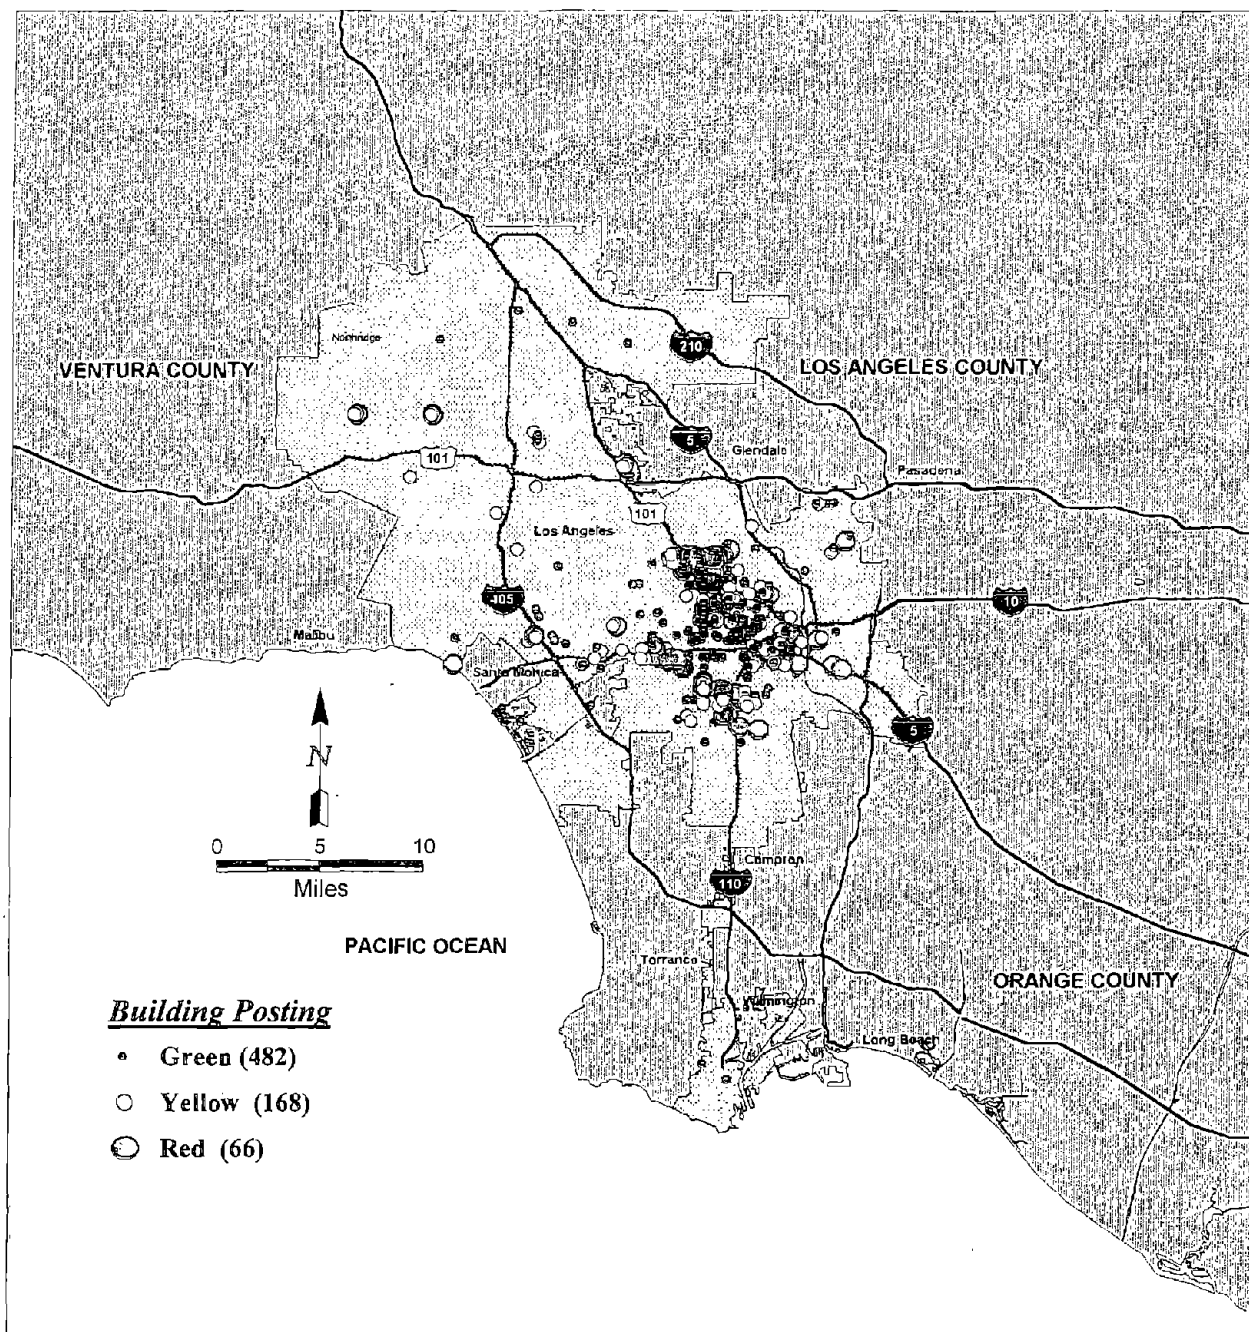 Northridge
VENTURA COUNTY
210
LOS ANGELES COUNTY
5
Glendale
101
Pasadena
101
Los Angeles
405
10
Malibu
Santa Monica
N
5
0 5 10
Miles
Compton
110
PACIFIC OCEAN
Torrance
ORANGE COUNTY
Wilmington
Building Posting
Long Beach
Green (482)
Yellow (168)
Red (66)